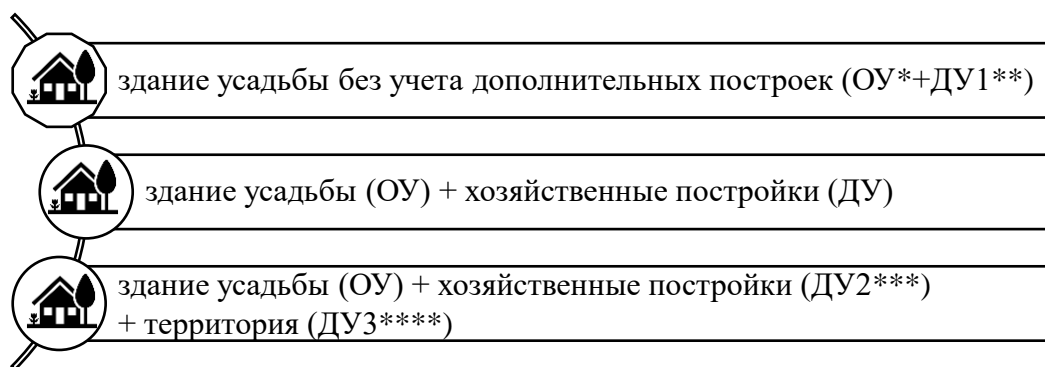 здание усадьбы без учета дополнительных построек (ОУ*+ДУ1**)
здание усадьбы (ОУ) + хозяйственные постройки (ДУ)
здание усадьбы (ОУ) + хозяйственные постройки (ДУ2***)
+ территория (ДУ3****)